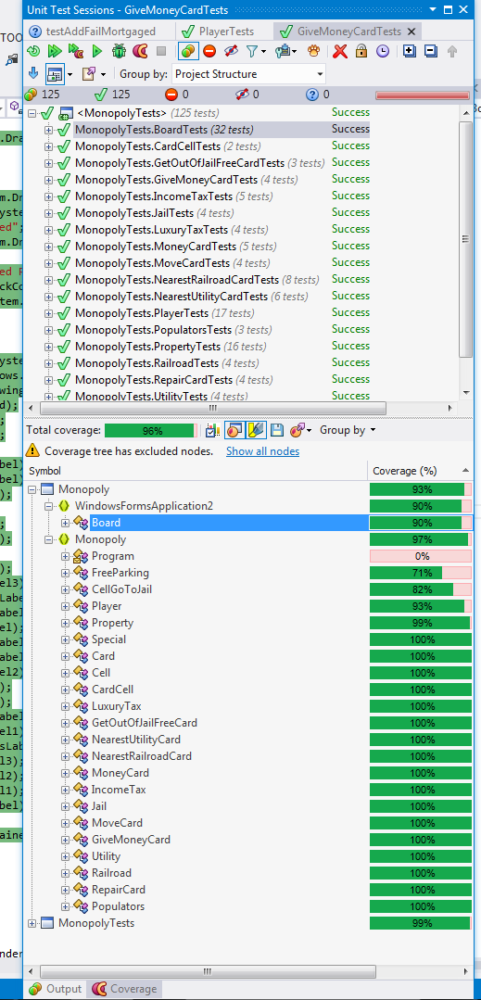 Unit Test Sessions - GiveMoneyCardTests
testAddFailMortgaged PlayerTests GiveMoneyCardTests
TOO
Group by: Project Structure
125 125 0 0 0
<MonopolyTests> (125 tests) Success
MonopolyTests.BoardTests (32 tests) Success
MonopolyTests.CardCellTests (2 tests) Success
MonopolyTests.GetOutOfJailFreeCardTests (3 tests) Success
MonopolyTests.GiveMoneyCardTests (4 tests) Success
MonopolyTests.IncomeTaxTests (5 tests) Success
MonopolyTests.JailTests (4 tests) Success
MonopolyTests.LuxuryTaxTests (4 tests) Success
MonopolyTests.MoneyCardTests (5 tests) Success
MonopolyTests.MoveCardTests (4 tests) Success
MonopolyTests.NearestRailroadCardTests (8 tests) Success
MonopolyTests.NearestUtilityCardTests (6 tests) Success
MonopolyTests.PlayerTests (17 tests) Success
MonopolyTests.PopulatorsTests (3 tests) Success
MonopolyTests.PropertyTests (16 tests) Success
MonopolyTests.RailroadTests (4 tests) Success
MonopolyTests.RepairCardTests (4 tests) Success
MonopolyTests.UtilityTests (4 tests) Success
Total coverage: 96% Group by
Coverage tree has excluded nodes. Show all nodes
Symbol Coverage (%)
Monopoly 93%
WindowsFormsApplication2 90%
Board 90%
Monopoly 97%
Program 0%
FreeParking 71%
CellGoToJail 82%
Player 93%
Property 99%
Special 100%
Card 100%
Cell 100%
CardCell 100%
LuxuryTax 100%
GetOutOfJailFreeCard 100%
NearestUtilityCard 100%
NearestRailroadCard 100%
MoneyCard 100%
IncomeTax 100%
Jail 100%
MoveCard 100%
GiveMoneyCard 100%
Utility 100%
Railroad 100%
RepairCard 100%
Populators 100%
MonopolyTests 99%
Output Coverage